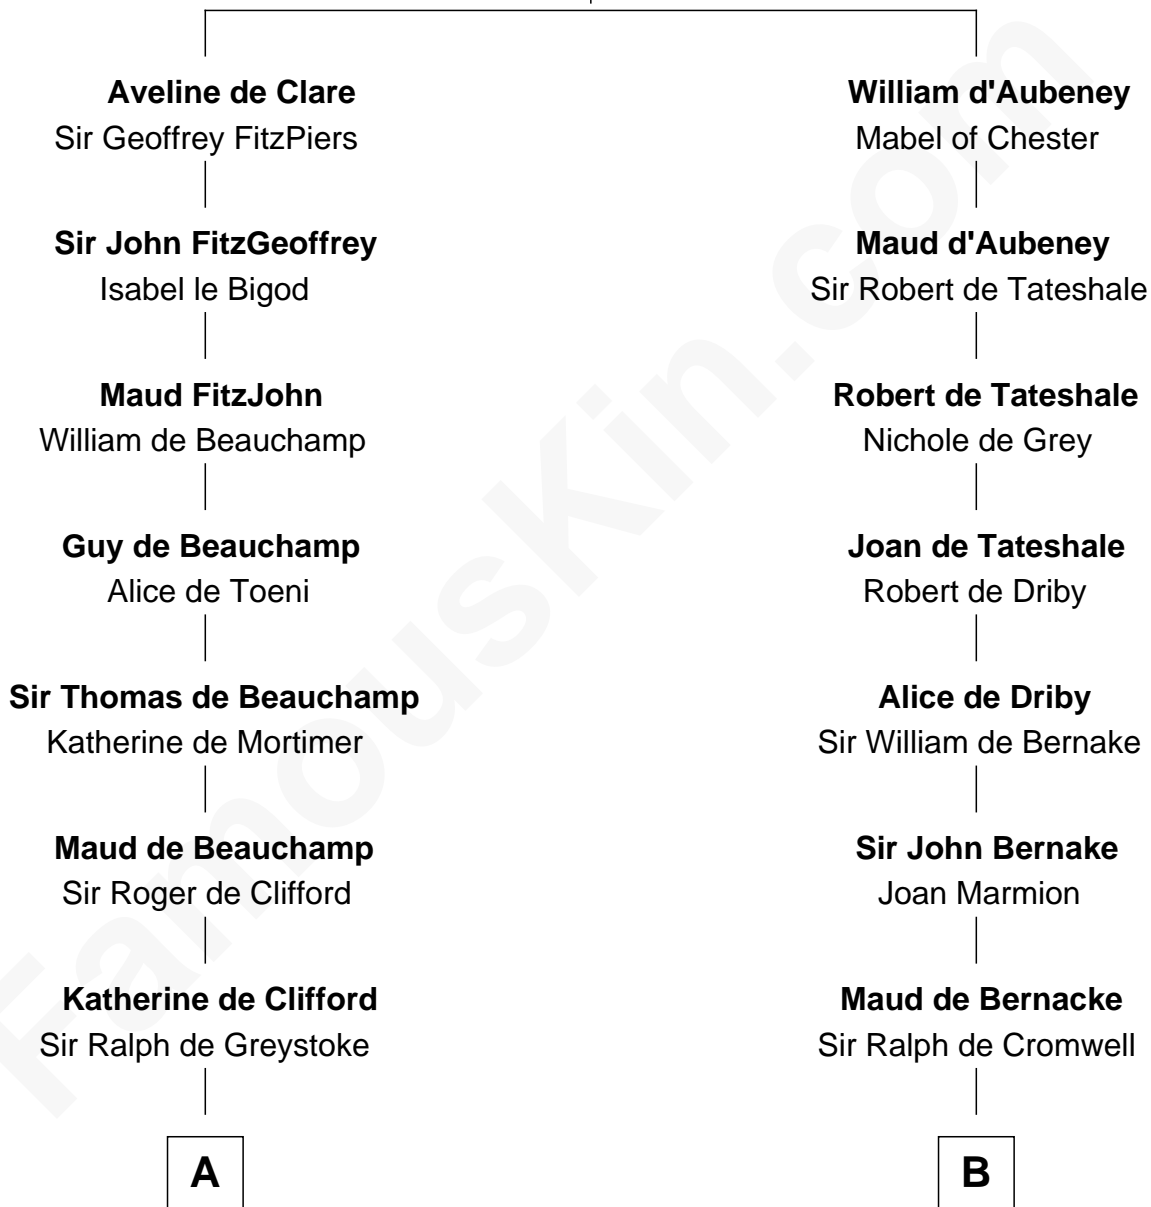 Aveline de Clare
Sir Geoffrey FitzPiers
Sir John FitzGeoffrey
Isabel le Bigod
Maud FitzJohn
William de Beauchamp
Guy de Beauchamp
Alice de Toeni
Sir Thomas de Beauchamp
Katherine de Mortimer
Maud de Beauchamp
Sir Roger de Clifford
Katherine de Clifford
Sir Ralph de Greystoke
A
William d'Aubeney
Mabel of Chester
Maud d'Aubeney
Sir Robert de Tateshale
Robert de Tateshale
Nichole de Grey
Joan de Tateshale
Robert de Driby
Alice de Driby
Sir William de Bernake
Sir John Bernake
Joan Marmion
Maud de Bernacke
Sir Ralph de Cromwell
B
FamousKin.com